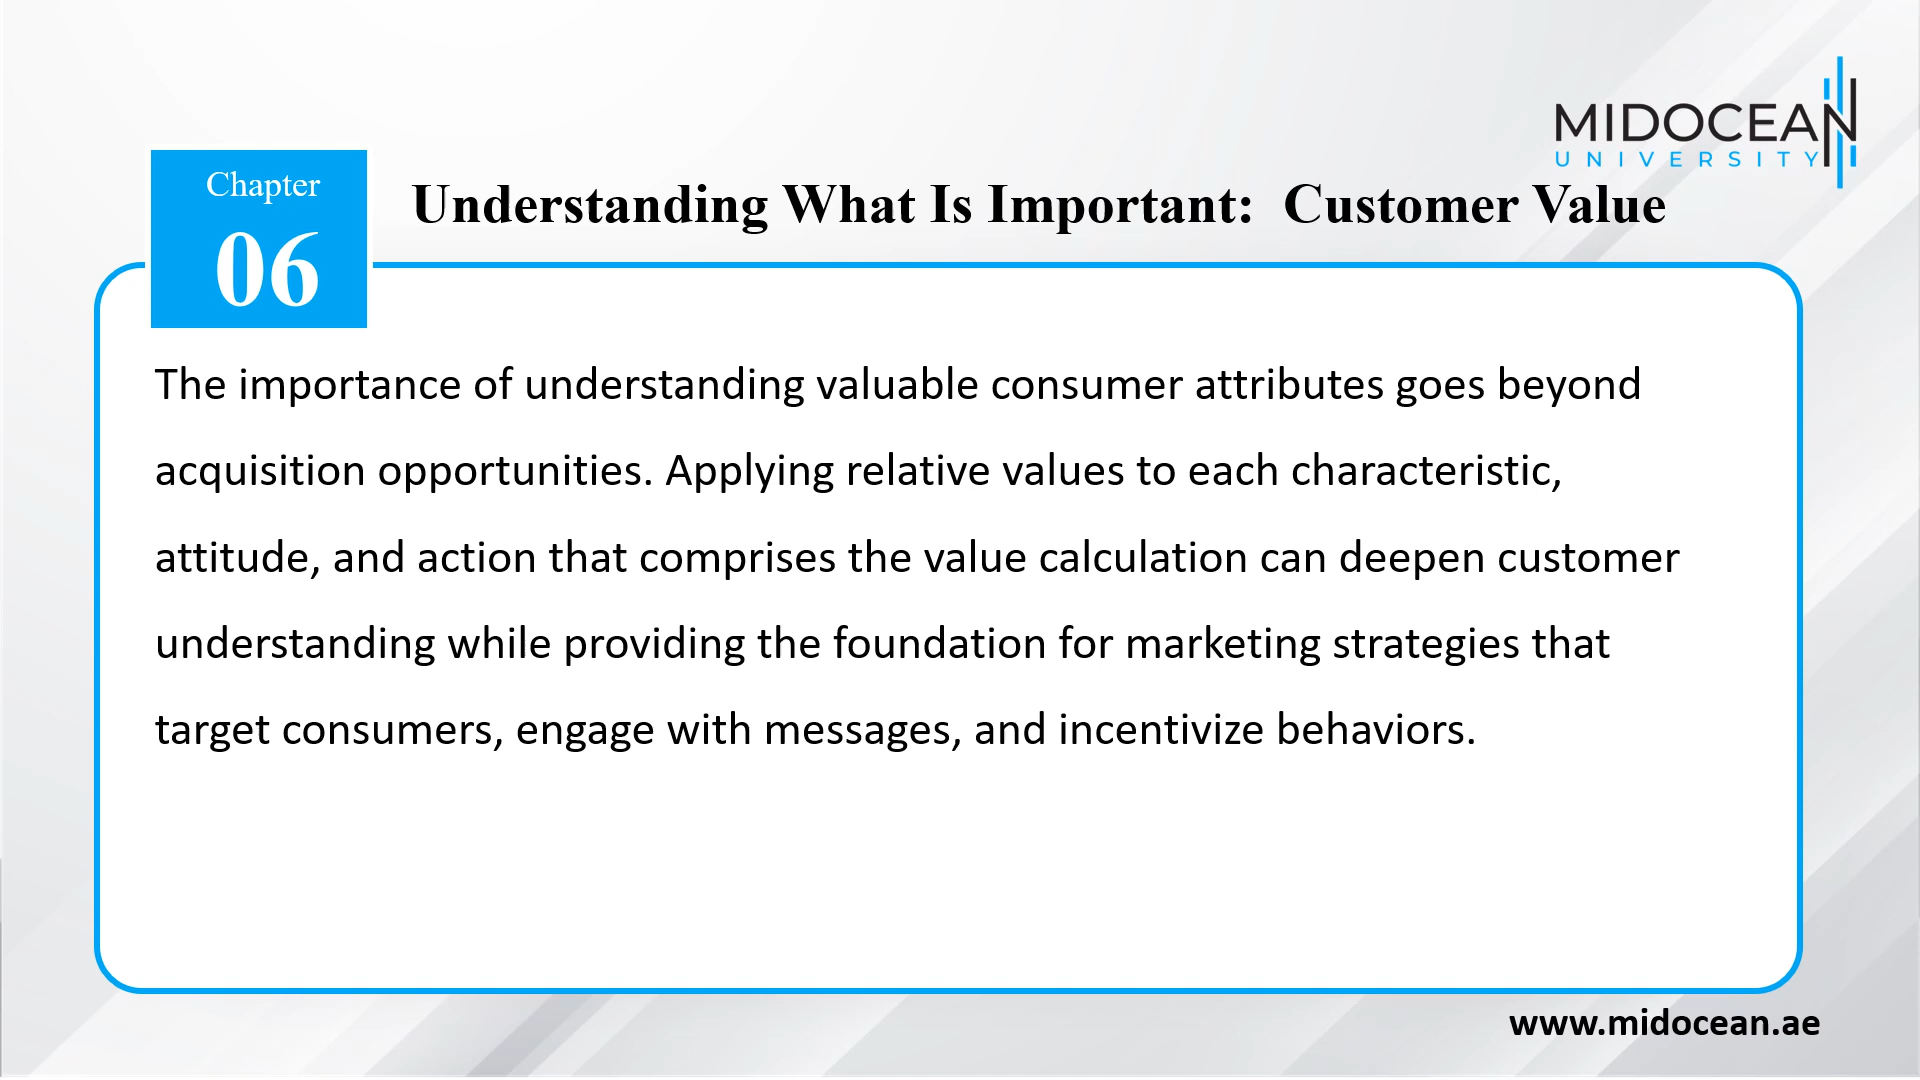 MIDOCEAN
UNIVERSITY
Chapter
06
Understanding What Is Important:  Customer Value
The importance of understanding valuable consumer attributes goes beyond
acquisition opportunities. Applying relative values to each characteristic,
attitude, and action that comprises the value calculation can deepen customer
understanding while providing the foundation for marketing strategies that
target consumers, engage with messages, and incentivize behaviors.
www.midocean.ae